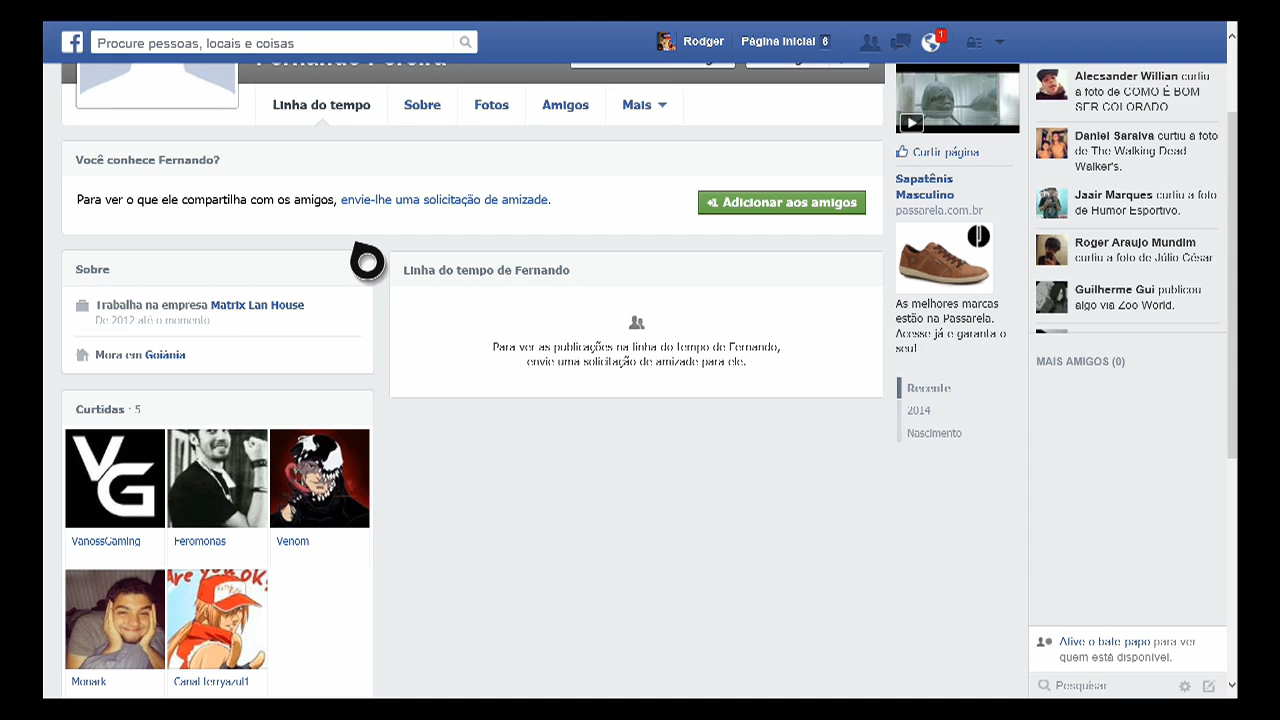 Procure pessoas, locais e coisas
Rodger
Página inicial 6
1
Linha do tempo
Sobre
Fotos
Amigos
Mais
Você conhece Fernando?
Para ver o que ele compartilha com os amigos, envie-lhe uma solicitação de amizade.
+1 Adicionar aos amigos
Sobre
Trabalha na empresa Matrix Lan House
De 2012 até o momento
Mora em Goiânia
Curtidas · 5
VG
VanossGaming
Feromonas
Venom
Are you OK?
Monark
Canal terryazul1
Linha do tempo de Fernando
Para ver as publicações na linha do tempo de Fernando,
envie uma solicitação de amizade para ele.
Curtir página
Sapatênis
Masculino
passarela.com.br
As melhores marcas
estão na Passarela.
Acesse já e garanta o
seu!
Recente
2014
Nascimento
Alecsander Willian curtiu
a foto de COMO É BOM
SER COLORADO
Daniel Saraiva curtiu a foto
de The Walking Dead
Walker's.
Jaair Marques curtiu a foto
de Humor Esportivo.
Roger Araujo Mundim
curtiu a foto de Júlio César
Guilherme Gui publicou
algo via Zoo World.
MAIS AMIGOS (0)
Ative o bate papo para ver
quem está disponível.
Pesquisar